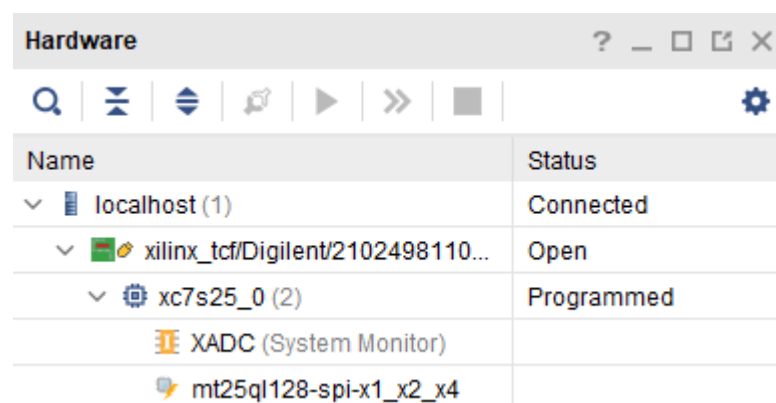 Hardware
Name Status
localhost (1) Connected
xilinx_tcf/Digilent/2102498110... Open
xc7s25_0 (2) Programmed
XADC (System Monitor)
mt25ql128-spi-x1_x2_x4